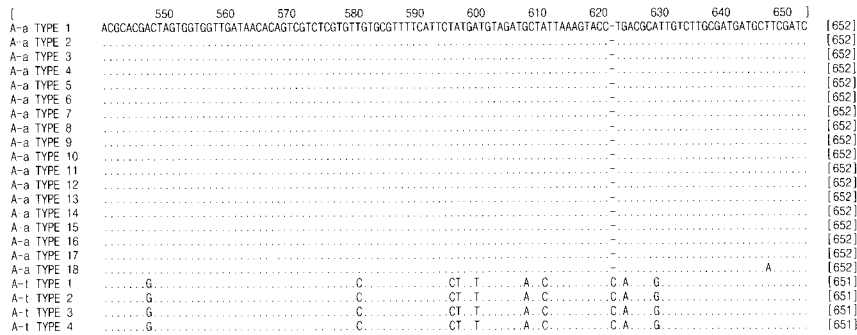 [ 550 560 570 580 590 600 610 620 630 640 650 ]
A-a TYPE 1 ACGCACGACTAGTGGTGGTTGATAACACAGTCGTCTCGTGTTGTGCGTTTTCATTCTATGATGTAGATGCTATTAAAGTACC-TGACGCATTGTCTTGCGATGATGCTTCGATC [652]
A-a TYPE 2 ..................................................................................-............................... [652]
A-a TYPE 3 ..................................................................................-............................... [652]
A-a TYPE 4 ..................................................................................-............................... [652]
A-a TYPE 5 ..................................................................................-............................... [652]
A-a TYPE 6 ..................................................................................-............................... [652]
A-a TYPE 7 ..................................................................................-............................... [652]
A-a TYPE 8 ..................................................................................-............................... [652]
A-a TYPE 9 ..................................................................................-............................... [652]
A-a TYPE 10 ..................................................................................-............................... [652]
A-a TYPE 11 ..................................................................................-............................... [652]
A-a TYPE 12 ..................................................................................-............................... [652]
A-a TYPE 13 ..................................................................................-............................... [652]
A-a TYPE 14 ..................................................................................-............................... [652]
A-a TYPE 15 ..................................................................................-............................... [652]
A-a TYPE 16 ..................................................................................-............................... [652]
A-a TYPE 17 ..................................................................................-............................... [652]
A-a TYPE 18 ..................................................................................-........................A...... [652]
A-t TYPE 1 .......G.................................C..............CT..T.......A..C..........C.A....G........................ [651]
A-t TYPE 2 .......G.................................C..............CT..T.......A..C..........C.A....G........................ [651]
A-t TYPE 3 .......G.................................C..............CT..T.......A..C..........C.A....G........................ [651]
A-t TYPE 4 .......G.................................C..............CT..T.......A..C..........C.A....G........................ [651]